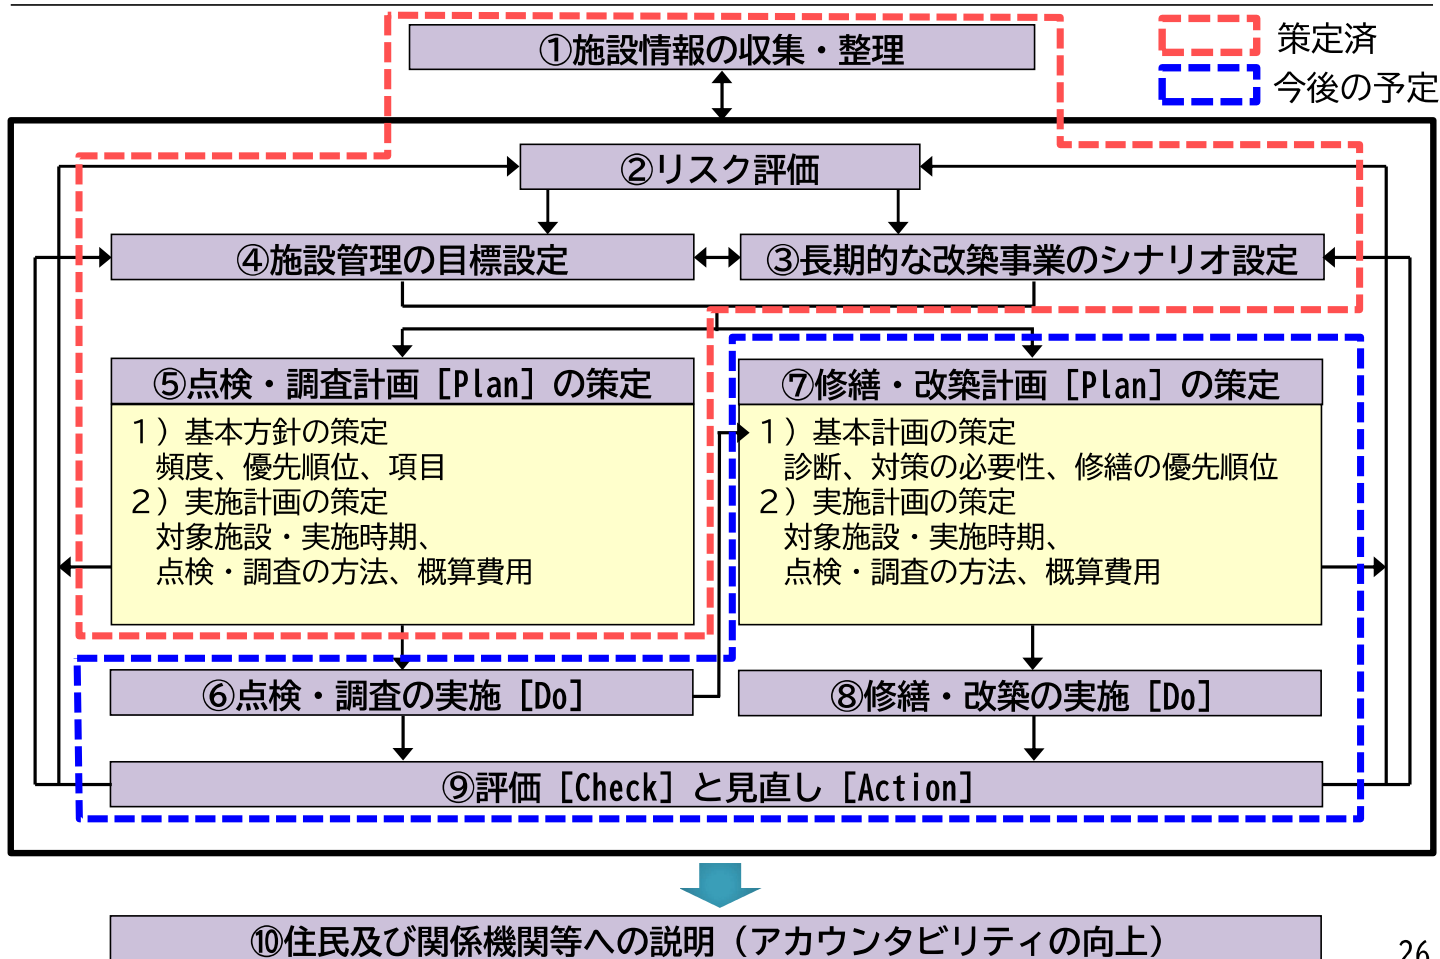 ①施設情報の収集・整理
策定済
今後の予定
②リスク評価
④施設管理の目標設定
③長期的な改築事業のシナリオ設定
⑤点検・調査計画［Plan］の策定
1）基本方針の策定
頻度、優先順位、項目
2）実施計画の策定
対象施設・実施時期、
点検・調査の方法、概算費用
⑦修繕・改築計画［Plan］の策定
1）基本計画の策定
診断、対策の必要性、修繕の優先順位
2）実施計画の策定
対象施設・実施時期、
点検・調査の方法、概算費用
⑥点検・調査の実施［Do］
⑧修繕・改築の実施［Do］
⑨評価［Check］と見直し［Action］
⑩住民及び関係機関等への説明（アカウンタビリティの向上）
26